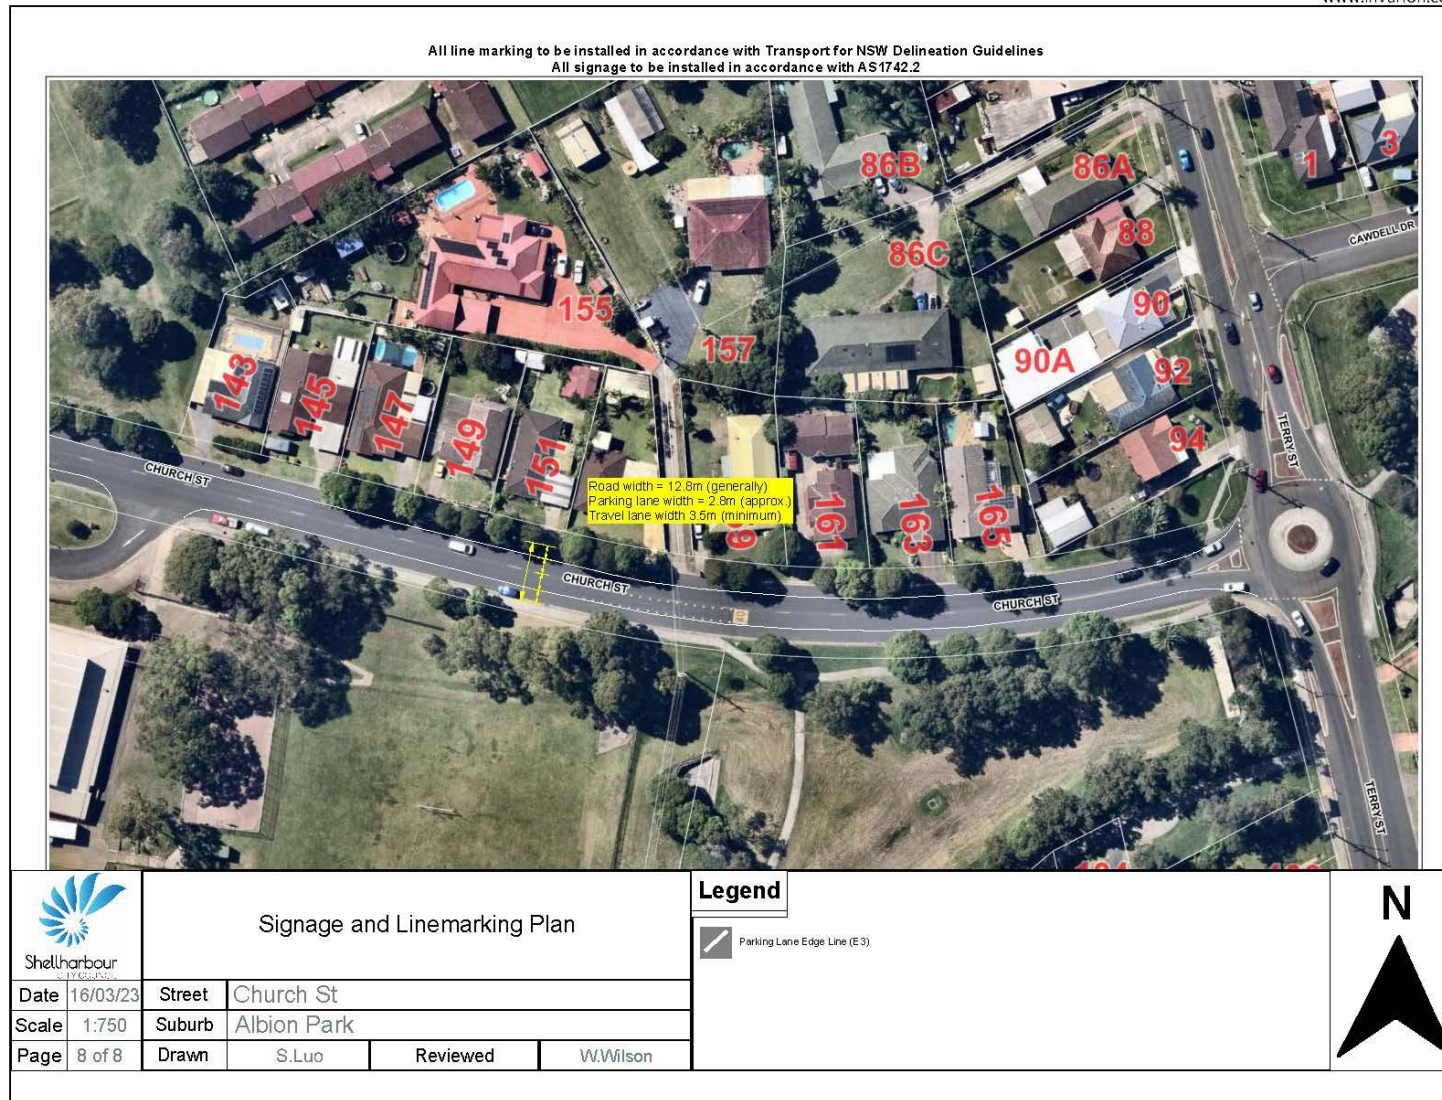 All line marking to be installed in accordance with Transport for NSW Delineation Guidelines
All signage to be installed in accordance with AS1742.2
1
3
86B
86A
88
86C
CAWDELL DR
155
90
157
90A
92
143
145
147
149
151
94
TERRY ST
CHURCH ST
Road width = 12.8m (generally)
Parking lane width = 2.8m (approx.)
Travel lane width 3.5m (minimum)
161
163
165
CHURCH ST
CHURCH ST
40
TERRY ST
Shellharbour
CITY COUNCIL
Signage and Linemarking Plan
Legend
Parking Lane Edge Line (E3)
N
Date 16/03/23 Street Church St
Scale 1:750 Suburb Albion Park
Page 8 of 8 Drawn S.Luo Reviewed W.Wilson